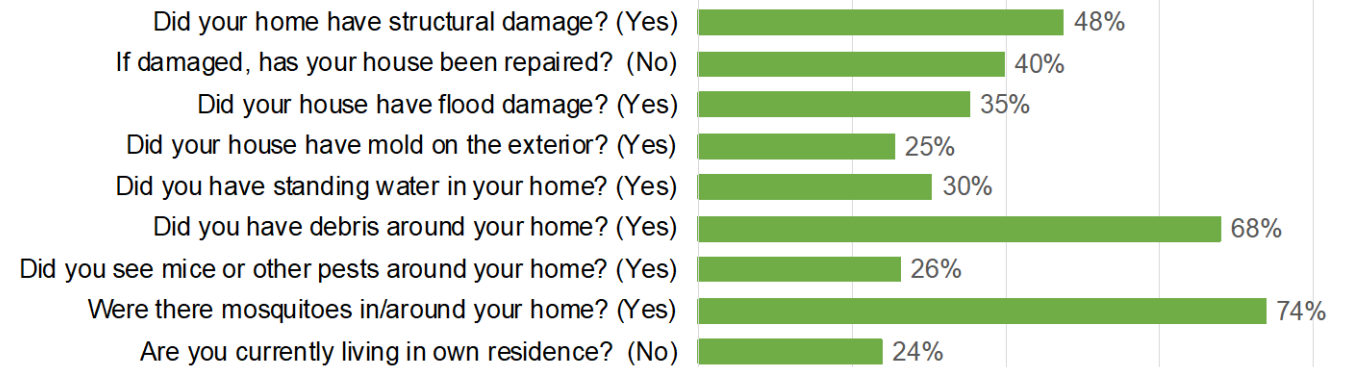 Did your home have structural damage? (Yes) 48%
If damaged, has your house been repaired? (No) 40%
Did your house have flood damage? (Yes) 35%
Did your house have mold on the exterior? (Yes) 25%
Did you have standing water in your home? (Yes) 30%
Did you have debris around your home? (Yes) 68%
Did you see mice or other pests around your home? (Yes) 26%
Were there mosquitoes in/around your home? (Yes) 74%
Are you currently living in own residence? (No) 24%